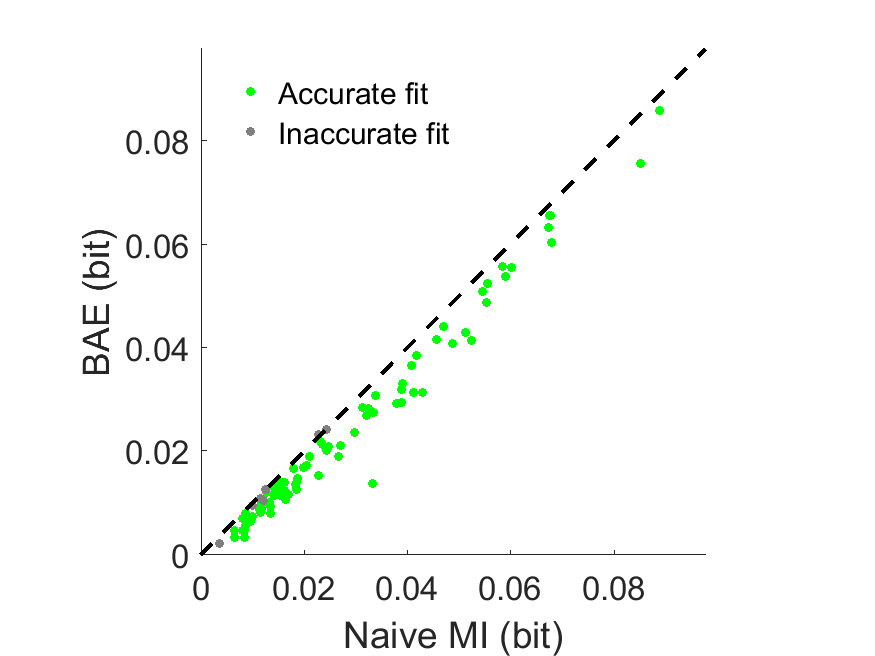 Accurate fit
Inaccurate fit
BAE (bit)
0.08
0.06
0.04
0.02
0
0 0.02 0.04 0.06 0.08
Naive MI (bit)